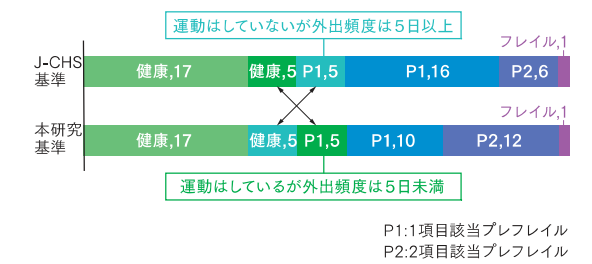 運動はしていないが外出頻度は5日以上
フレイル,1
J-CHS
基準
健康,17
健康,5
P1,5
P1,16
P2,6
フレイル,1
本研究
基準
健康,17
健康,5
P1,5
P1,10
P2,12
運動はしているが外出頻度は5日未満
P1:1項目該当プレフレイル
P2:2項目該当プレフレイル